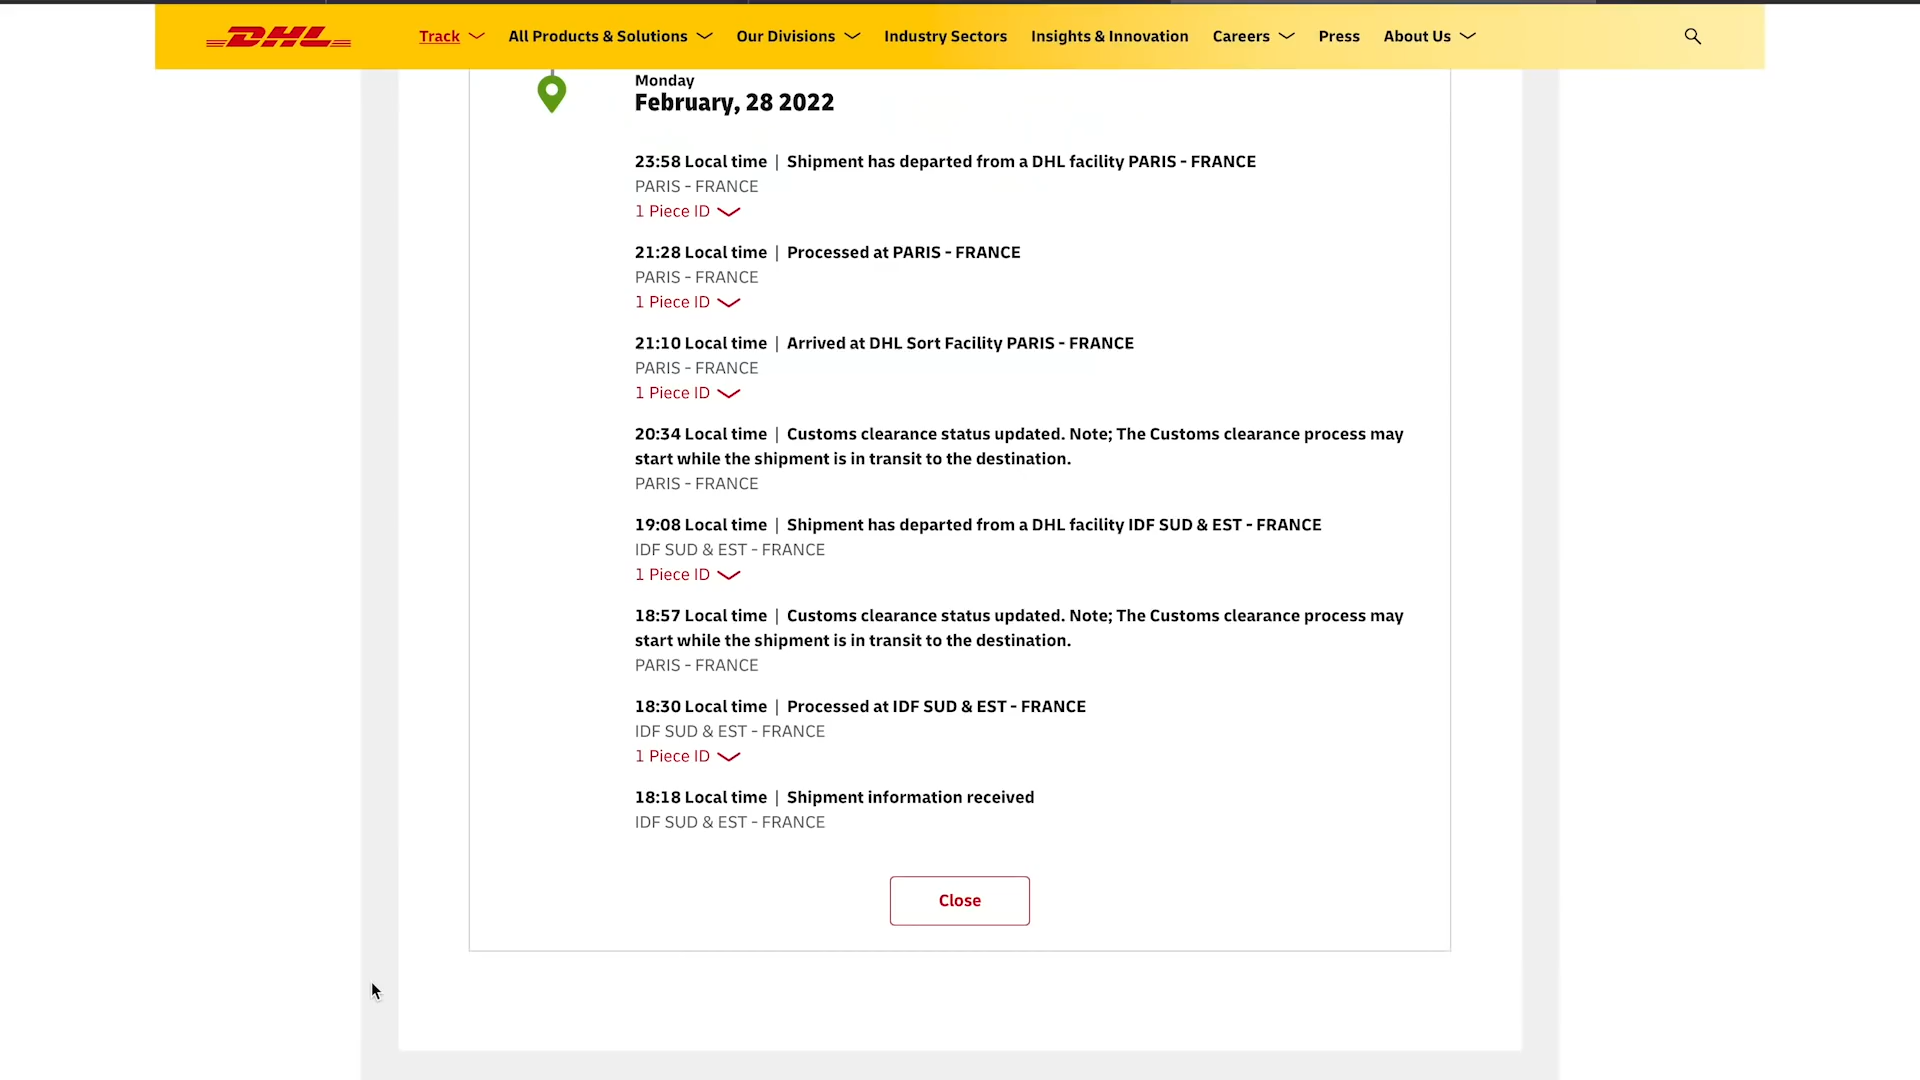 DHL Track All Products & Solutions Our Divisions Industry Sectors Insights & Innovation Careers Press About Us
Monday
February, 28 2022
23:58 Local time | Shipment has departed from a DHL facility PARIS - FRANCE
PARIS - FRANCE
1 Piece ID
21:28 Local time | Processed at PARIS - FRANCE
PARIS - FRANCE
1 Piece ID
21:10 Local time | Arrived at DHL Sort Facility PARIS - FRANCE
PARIS - FRANCE
1 Piece ID
20:34 Local time | Customs clearance status updated. Note; The Customs clearance process may
start while the shipment is in transit to the destination.
PARIS - FRANCE
19:08 Local time | Shipment has departed from a DHL facility IDF SUD & EST - FRANCE
IDF SUD & EST - FRANCE
1 Piece ID
18:57 Local time | Customs clearance status updated. Note; The Customs clearance process may
start while the shipment is in transit to the destination.
PARIS - FRANCE
18:30 Local time | Processed at IDF SUD & EST - FRANCE
IDF SUD & EST - FRANCE
1 Piece ID
18:18 Local time | Shipment information received
IDF SUD & EST - FRANCE
Close